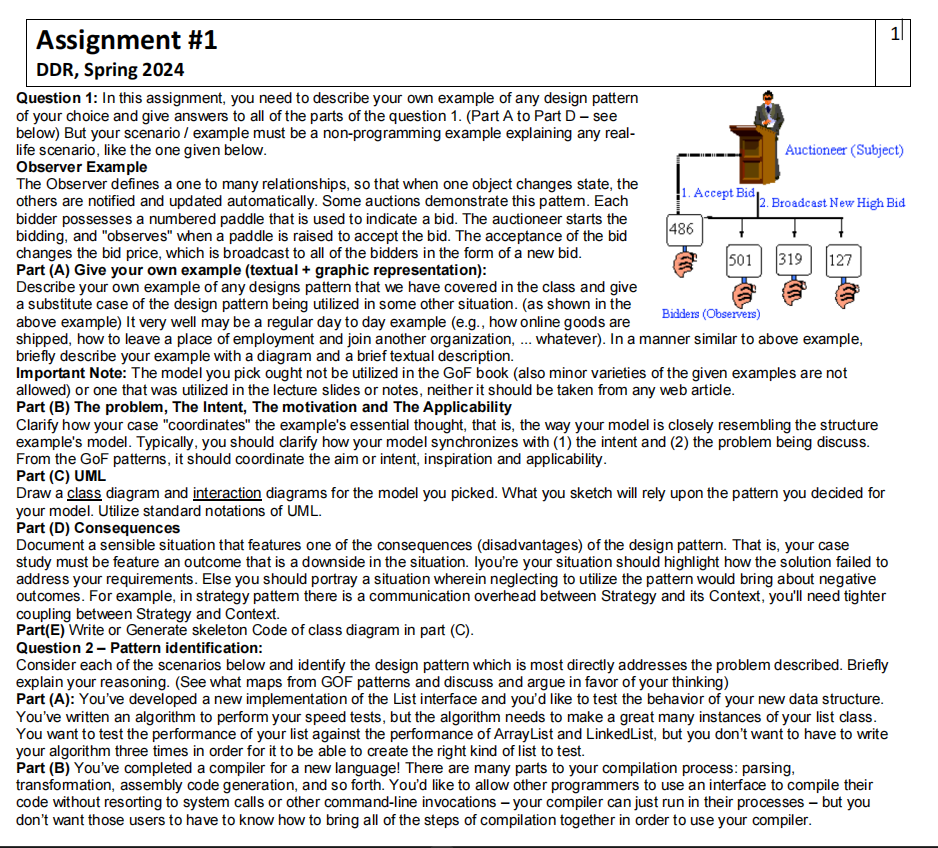 Assignment #1
1
DDR, Spring 2024
Question 1: In this assignment, you need to describe your own example of any design pattern
of your choice and give answers to all of the parts of the question 1. (Part A to Part D – see
below) But your scenario / example must be a non-programming example explaining any real-
life scenario, like the one given below.
Observer Example
The Observer defines a one to many relationships, so that when one object changes state, the
others are notified and updated automatically. Some auctions demonstrate this pattern. Each
bidder possesses a numbered paddle that is used to indicate a bid. The auctioneer starts the
bidding, and "observes" when a paddle is raised to accept the bid. The acceptance of the bid
changes the bid price, which is broadcast to all of the bidders in the form of a new bid.
Auctioneer (Subject)
1. Accept Bid
2. Broadcast New High Bid
486
501
319
127
Bidders (Observers)
Part (A) Give your own example (textual + graphic representation):
Describe your own example of any designs pattern that we have covered in the class and give
a substitute case of the design pattern being utilized in some other situation. (as shown in the
above example) It very well may be a regular day to day example (e.g., how online goods are
shipped, how to leave a place of employment and join another organization, ... whatever). In a manner similar to above example,
briefly describe your example with a diagram and a brief textual description.
Important Note: The model you pick ought not be utilized in the GoF book (also minor varieties of the given examples are not
allowed) or one that was utilized in the lecture slides or notes, neither it should be taken from any web article.
Part (B) The problem, The Intent, The motivation and The Applicability
Clarify how your case "coordinates" the example's essential thought, that is, the way your model is closely resembling the structure
example's model. Typically, you should clarify how your model synchronizes with (1) the intent and (2) the problem being discuss.
From the GoF patterns, it should coordinate the aim or intent, inspiration and applicability.
Part (C) UML
Draw a class diagram and interaction diagrams for the model you picked. What you sketch will rely upon the pattern you decided for
your model. Utilize standard notations of UML.
Part (D) Consequences
Document a sensible situation that features one of the consequences (disadvantages) of the design pattern. That is, your case
study must be feature an outcome that is a downside in the situation. Iyou're your situation should highlight how the solution failed to
address your requirements. Else you should portray a situation wherein neglecting to utilize the pattern would bring about negative
outcomes. For example, in strategy pattern there is a communication overhead between Strategy and its Context, you'll need tighter
coupling between Strategy and Context.
Part(E) Write or Generate skeleton Code of class diagram in part (C).
Question 2 – Pattern identification:
Consider each of the scenarios below and identify the design pattern which is most directly addresses the problem described. Briefly
explain your reasoning. (See what maps from GOF patterns and discuss and argue in favor of your thinking)
Part (A): You've developed a new implementation of the List interface and you'd like to test the behavior of your new data structure.
You've written an algorithm to perform your speed tests, but the algorithm needs to make a great many instances of your list class.
You want to test the performance of your list against the performance of ArrayList and LinkedList, but you don't want to have to write
your algorithm three times in order for it to be able to create the right kind of list to test.
Part (B) You've completed a compiler for a new language! There are many parts to your compilation process: parsing,
transformation, assembly code generation, and so forth. You'd like to allow other programmers to use an interface to compile their
code without resorting to system calls or other command-line invocations – your compiler can just run in their processes – but you
don't want those users to have to know how to bring all of the steps of compilation together in order to use your compiler.